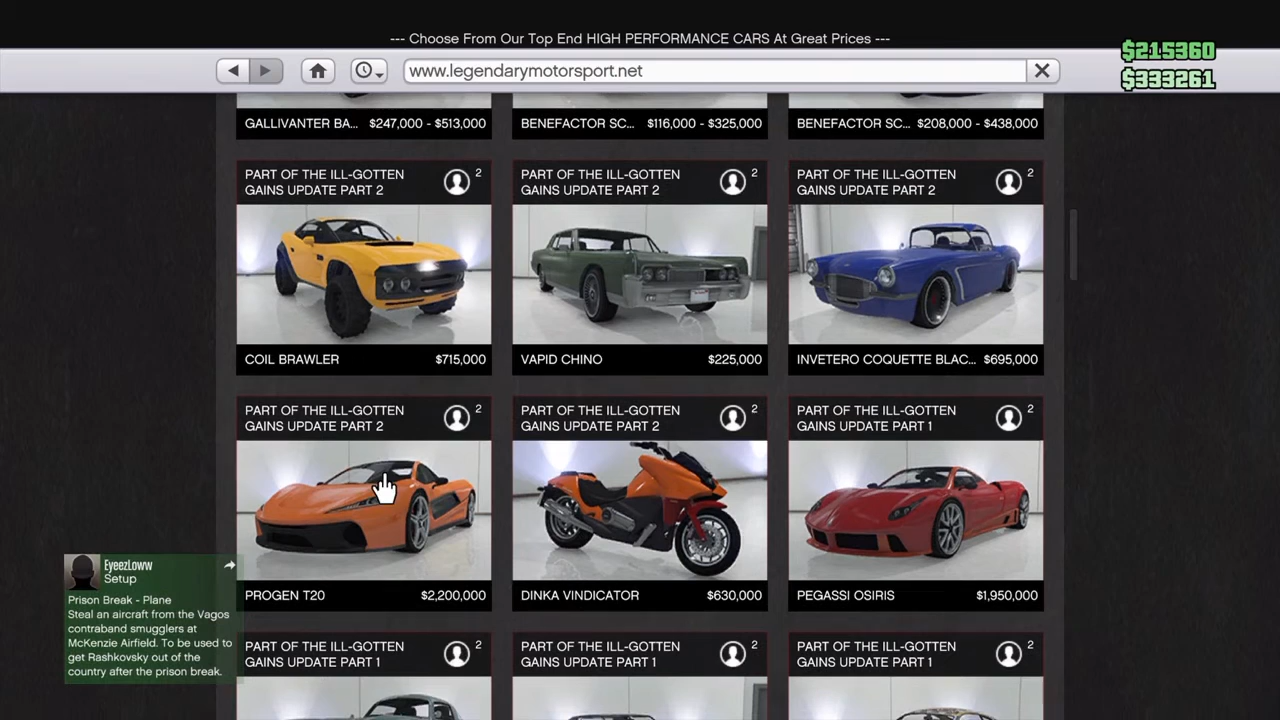 --- Choose From Our Top End HIGH PERFORMANCE CARS At Great Prices ---
www.legendarymotorsport.net
$215360
$333261
GALLIVANTER BA... $247,000 - $513,000
BENEFACTOR SC... $116,000 - $325,000
BENEFACTOR SC... $208,000 - $438,000
PART OF THE ILL-GOTTEN
GAINS UPDATE PART 2
2
PART OF THE ILL-GOTTEN
GAINS UPDATE PART 2
2
PART OF THE ILL-GOTTEN
GAINS UPDATE PART 2
2
COIL BRAWLER $715,000
VAPID CHINO $225,000
INVETERO COQUETTE BLAC... $695,000
PART OF THE ILL-GOTTEN
GAINS UPDATE PART 2
2
PART OF THE ILL-GOTTEN
GAINS UPDATE PART 2
2
PART OF THE ILL-GOTTEN
GAINS UPDATE PART 1
2
PROGEN T20 $2,200,000
DINKA VINDICATOR $630,000
PEGASSI OSIRIS $1,950,000
EyeezLoww
Setup
Prison Break - Plane
Steal an aircraft from the Vagos
contraband smugglers at
McKenzie Airfield. To be used to
get Rashkovsky out of the
country after the prison break.
PART OF THE ILL-GOTTEN
GAINS UPDATE PART 1
2
PART OF THE ILL-GOTTEN
GAINS UPDATE PART 1
2
PART OF THE ILL-GOTTEN
GAINS UPDATE PART 1
2